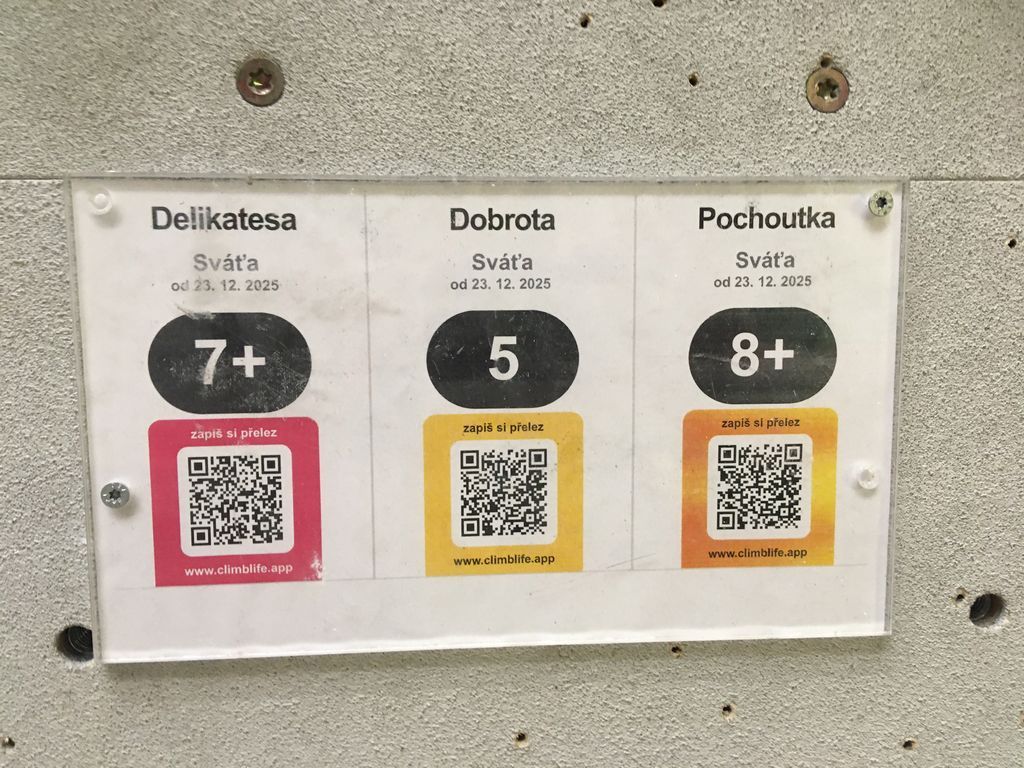 Delikatesa
Sváťa
od 23. 12. 2025
7+
zapiš si přelez
www.climblife.app
Dobrota
Sváťa
od 23. 12. 2025
5
zapiš si přelez
www.climblife.app
Pochoutka
Sváťa
od 23. 12. 2025
8+
zapiš si přelez
www.climblife.app